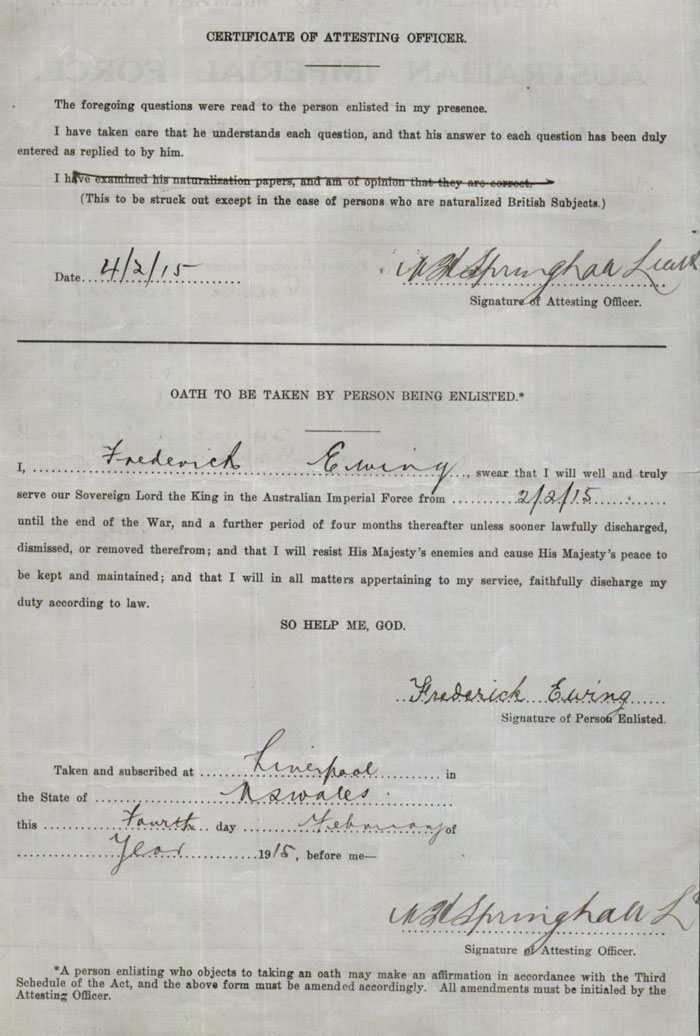 CERTIFICATE OF ATTESTING OFFICER.
The foregoing questions were read to the person enlisted in my presence.
I have taken care that he understands each question, and that his answer to each question has been duly
entered as replied to by him.
I have examined his naturalization papers, and am of opinion that they are correct.
(This to be struck out except in the case of persons who are naturalized British Subjects.)
Date 4/2/15 Springhall Lieut
Signature of Attesting Officer.
OATH TO BE TAKEN BY PERSON BEING ENLISTED.*
I, Frederick Ewing, swear that I will well and truly
serve our Sovereign Lord the King in the Australian Imperial Force from 2/2/15
until the end of the War, and a further period of four months thereafter unless sooner lawfully discharged,
dismissed, or removed therefrom; and that I will resist His Majesty's enemies and cause His Majesty's peace to
be kept and maintained; and that I will in all matters appertaining to my service, faithfully discharge my
duty according to law.
SO HELP ME, GOD.
Frederick Ewing
Signature of Person Enlisted.
Taken and subscribed at Liverpool in
the State of NSWales
this Fourth day February of
Year 1915, before me—
Springhall Lt
Signature of Attesting Officer.
*A person enlisting who objects to taking an oath may make an affirmation in accordance with the Third
Schedule of the Act, and the above form must be amended accordingly. All amendments must be initialed by the
Attesting Officer.